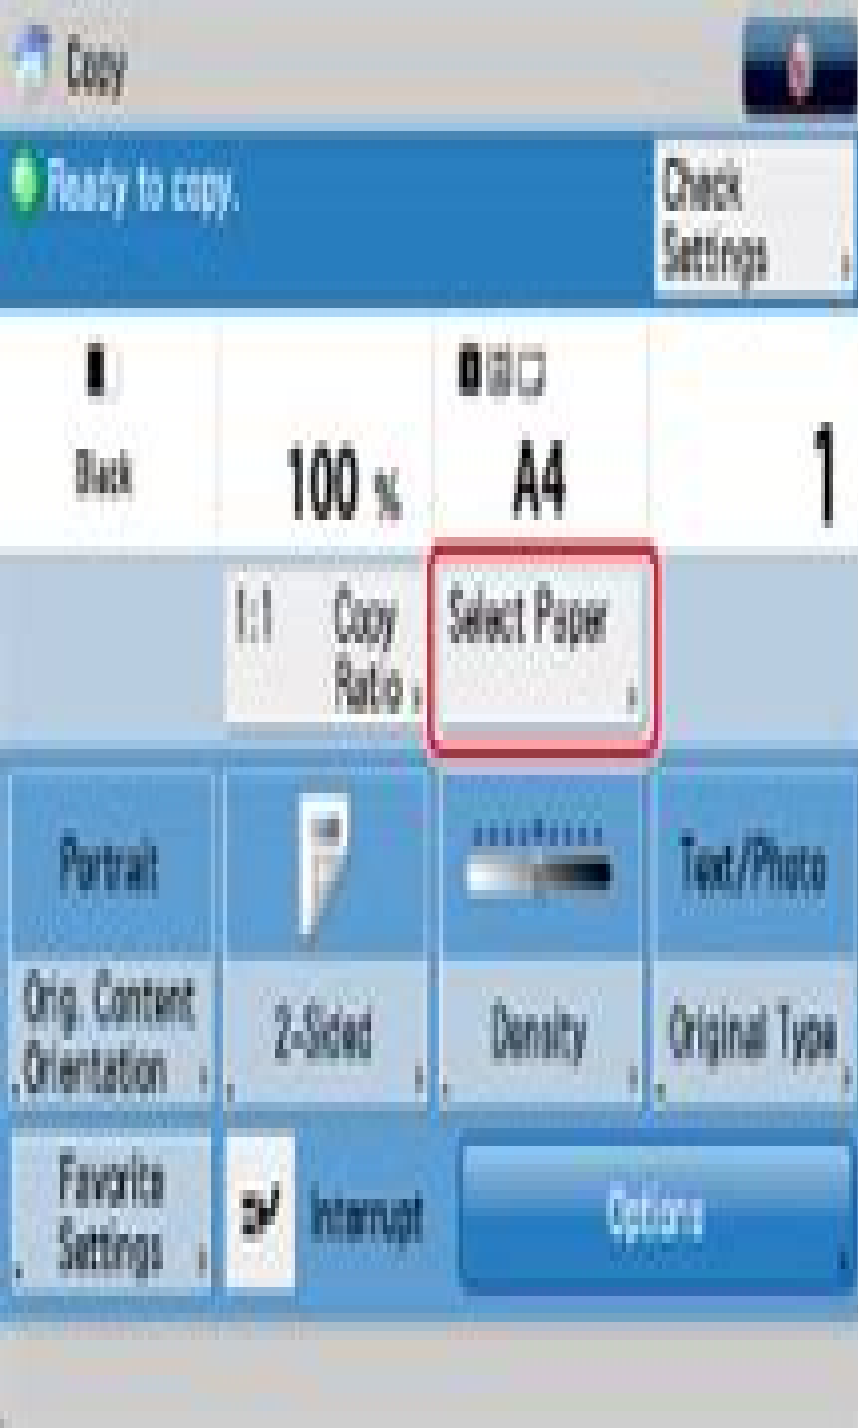 Copy
Ready to copy.
Check
Settings
Black
100 %
A4
1
1:1 Copy
Ratio
Select Paper
Portrait
Text/Photo
Orig. Content
Orientation
2-Sided
Density
Original Type
Favorite
Settings
Interrupt
Options